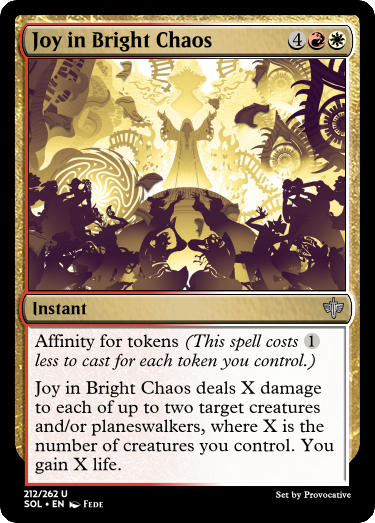 Joy in Bright Chaos 4
Instant
Affinity for tokens (This spell costs 1
less to cast for each token you control.)
Joy in Bright Chaos deals X damage
to each of up to two target creatures
and/or planeswalkers, where X is the
number of creatures you control. You
gain X life.
212/262 U
SOL • EN Fede
Set by Provocative